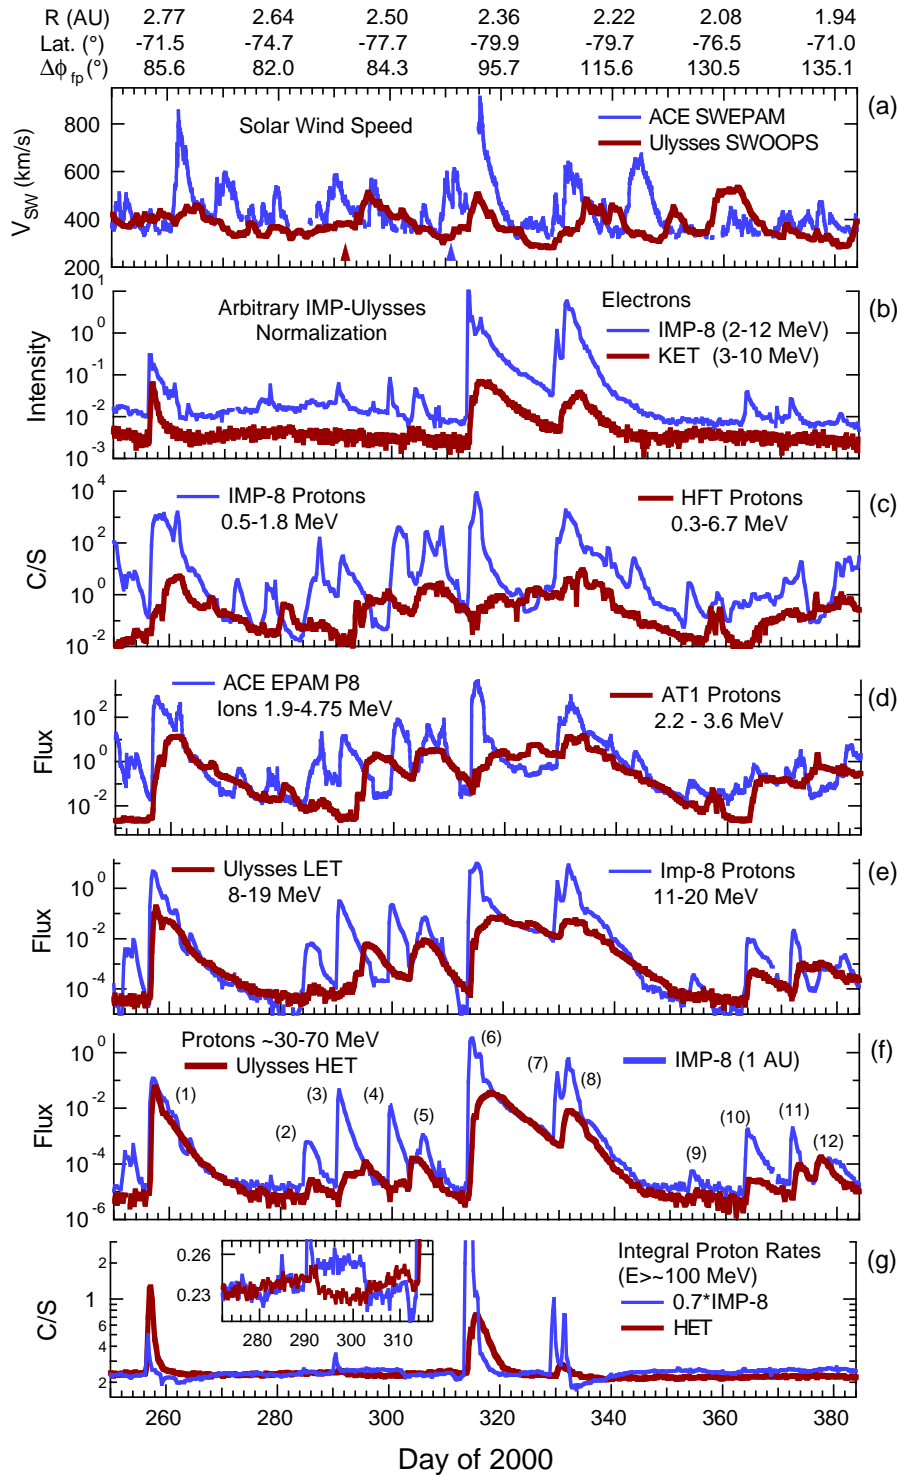 R (AU) 2.77 2.64 2.50 2.36 2.22 2.08 1.94
Lat. (°) -71.5 -74.7 -77.7 -79.9 -79.7 -76.5 -71.0
Δϕfp(°) 85.6 82.0 84.3 95.7 115.6 130.5 135.1
(a)
Solar Wind Speed
ACE SWEPAM
Ulysses SWOOPS
VSW (km/s)
800
600
400
200
(b)
Arbitrary IMP-Ulysses
Normalization
Electrons
IMP-8 (2-12 MeV)
KET (3-10 MeV)
Intensity
10^1
10^0
10^-1
10^-2
10^-3
(c)
IMP-8 Protons
0.5-1.8 MeV
HFT Protons
0.3-6.7 MeV
C/S
10^4
10^2
10^0
10^-2
(d)
ACE EPAM P8
Ions 1.9-4.75 MeV
AT1 Protons
2.2 - 3.6 MeV
Flux
10^2
10^0
10^-2
(e)
Ulysses LET
8-19 MeV
Imp-8 Protons
11-20 MeV
Flux
10^0
10^-2
10^-4
(f)
Protons ~30-70 MeV
Ulysses HET
IMP-8 (1 AU)
(1)
(2)
(3)
(4)
(5)
(6)
(7)
(8)
(9)
(10)
(11)
(12)
Flux
10^0
10^-2
10^-4
10^-6
(g)
Integral Proton Rates
(E>~100 MeV)
0.7*IMP-8
HET
0.26
0.23
280 290 300 310
C/S
2
1
6
4
2
260 280 300 320 340 360 380
Day of 2000